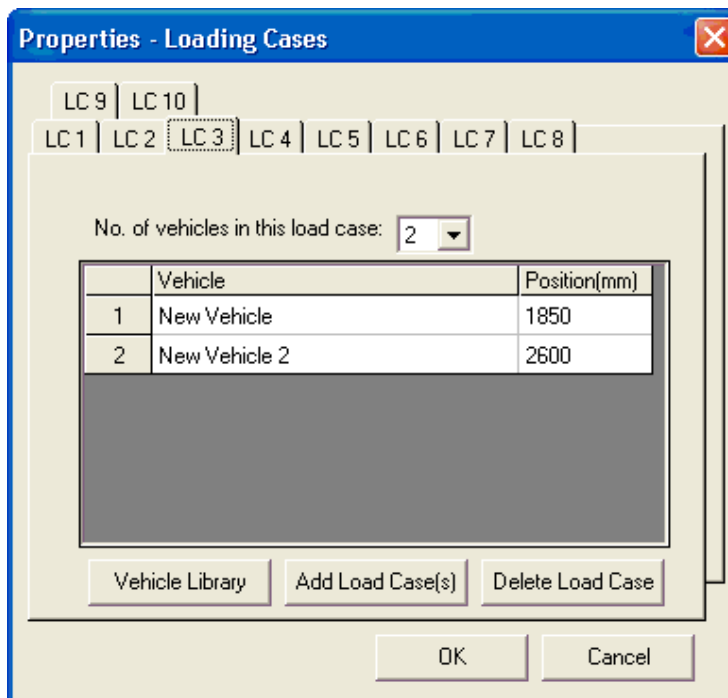 Properties - Loading Cases
LC 9 LC 10
LC 1 LC 2 LC 3 LC 4 LC 5 LC 6 LC 7 LC 8
No. of vehicles in this load case: 2
Vehicle Position(mm)
1 New Vehicle 1850
2 New Vehicle 2 2600
Vehicle Library Add Load Case(s) Delete Load Case
OK Cancel